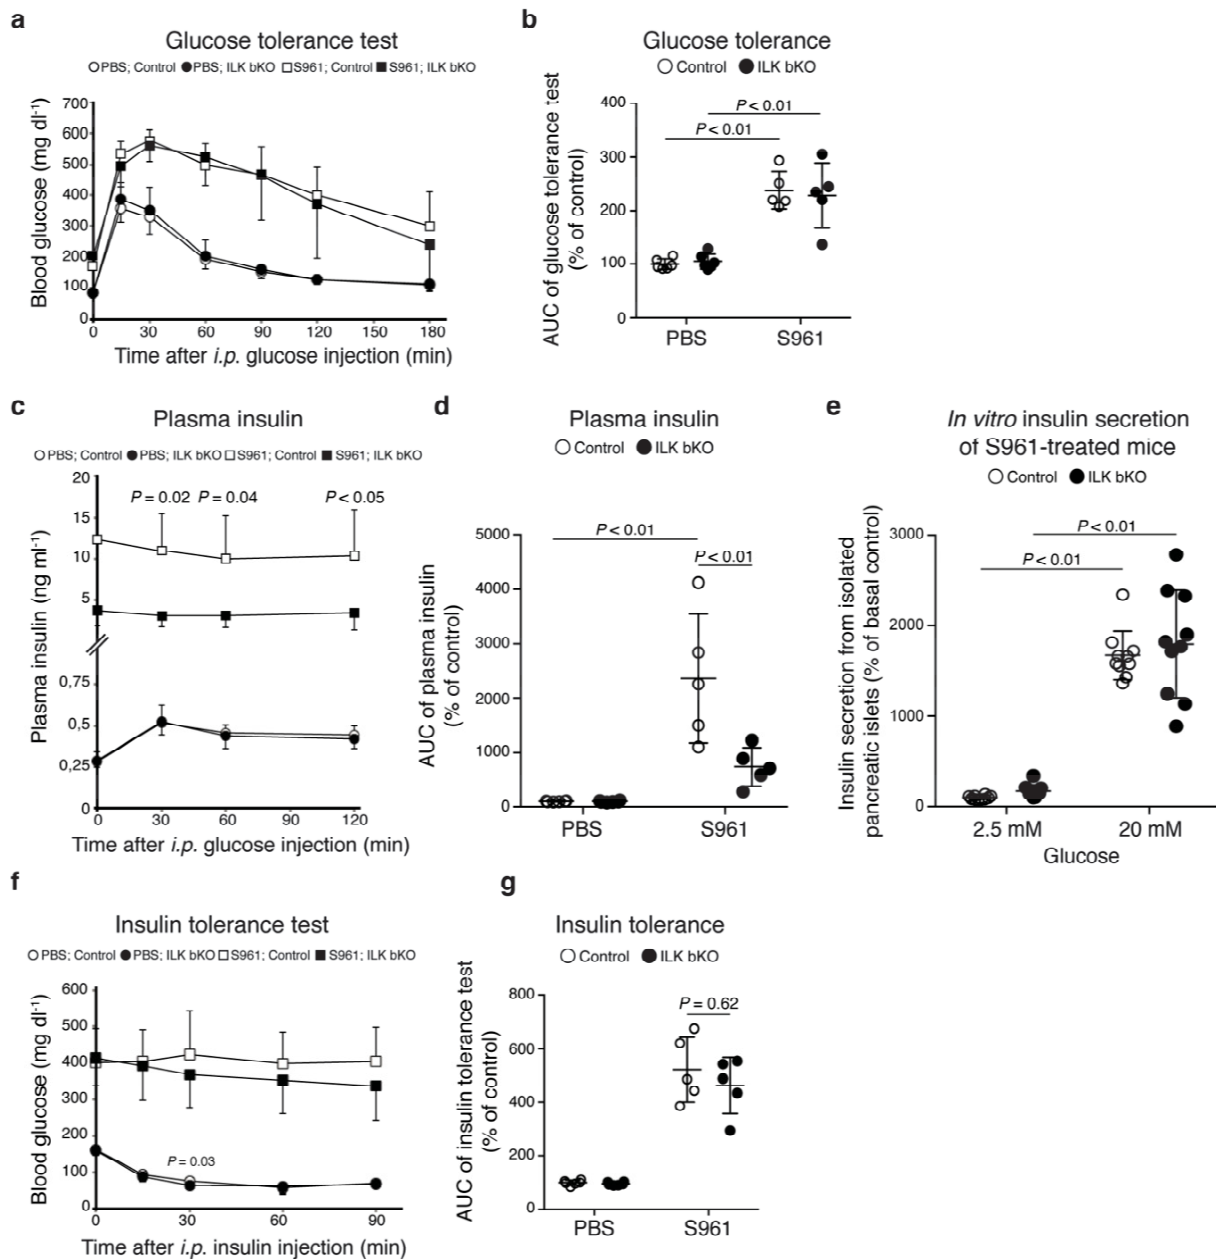 a
Glucose tolerance test
PBS; Control PBS; ILK bKO S961; Control S961; ILK bKO
Blood glucose (mg dl⁻¹)
700
600
500
400
300
200
100
0
0 30 60 90 120 150 180
Time after i.p. glucose injection (min)
b
Glucose tolerance
Control ILK bKO
AUC of glucose tolerance test
(% of control)
400
300
200
100
0
P < 0.01
P < 0.01
PBS S961
c
Plasma insulin
PBS; Control PBS; ILK bKO S961; Control S961; ILK bKO
Plasma insulin (ng ml⁻¹)
20
15
10
5
0,75
0,5
0,25
0
P = 0.02 P = 0.04 P < 0.05
0 20 40 60 80 100 120
Time after i.p. glucose injection (min)
d
Plasma insulin
Control ILK bKO
AUC of plasma insulin
(% of control)
5000
4000
3000
2000
1000
0
P < 0.01
P < 0.01
PBS S961
e
In vitro insulin secretion
of S961-treated mice
Control ILK bKO
Insulin secretion from isolated
pancreatic islets (% of basal control)
3000
2000
1000
0
P < 0.01
P < 0.01
2.5 mM 20 mM
Glucose
f
Insulin tolerance test
PBS; Control PBS; ILK bKO S961; Control S961; ILK bKO
Blood glucose (mg dl⁻¹)
600
500
400
300
200
100
0
P = 0.03
0 30 60 90
Time after i.p. insulin injection (min)
g
Insulin tolerance
Control ILK bKO
AUC of insulin tolerance test
(% of control)
800
600
400
200
0
P = 0.62
PBS S961